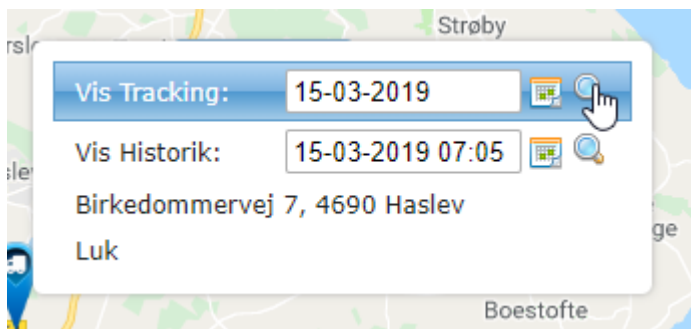 Strøby
Vis Tracking: 15-03-2019
Vis Historik: 15-03-2019 07:05
Birkedommervej 7, 4690 Haslev
Luk
Boestofte